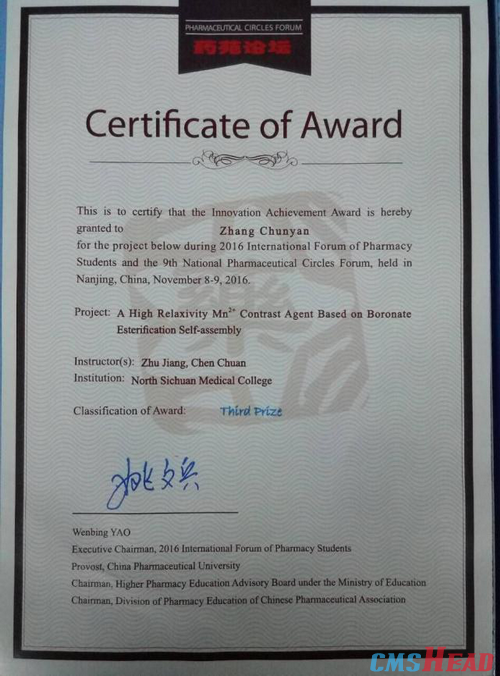 PHARMACEUTICAL CIRCLES FORUM
药苑论坛
Certificate of Award
This is to certify that the Innovation Achievement Award is hereby
granted to Zhang Chunyan
for the project below during 2016 International Forum of Pharmacy
Students and the 9th National Pharmaceutical Circles Forum, held in
Nanjing, China, November 8-9, 2016.
Project: A High Relaxivity Mn²⁺ Contrast Agent Based on Boronate
Esterification Self-assembly
Instructor(s): Zhu Jiang, Chen Chuan
Institution: North Sichuan Medical College
Classification of Award: Third Prize
姚文兵
Wenbing YAO
Executive Chairman, 2016 International Forum of Pharmacy Students
Provost, China Pharmaceutical University
Chairman, Higher Pharmacy Education Advisory Board under the Ministry of Education
Chairman, Division of Pharmacy Education of Chinese Pharmaceutical Association
CMSHEAD